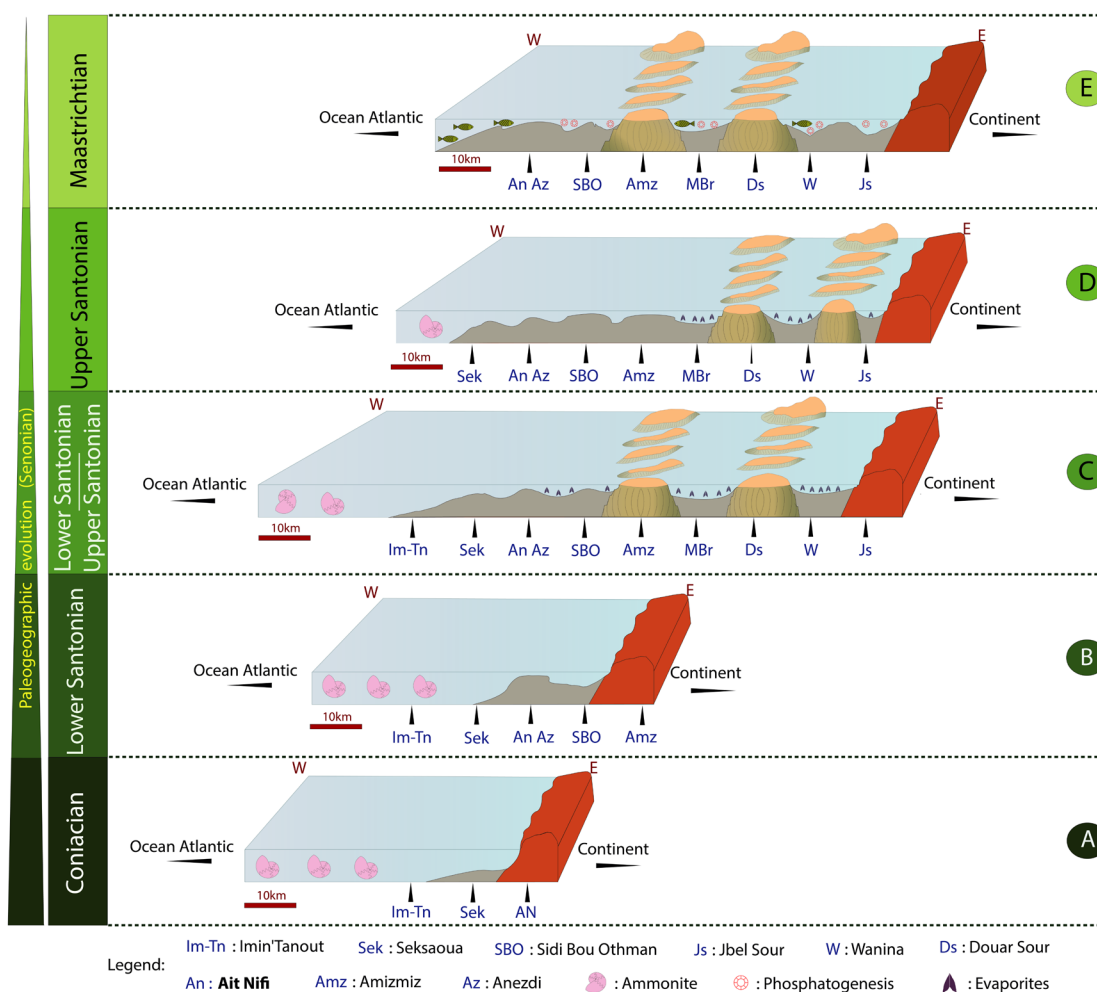 Paleogeographic evolution (Senonian)
Maastrichtian
W
E
Ocean Atlantic
Continent
10km
An Az SBO Amz MBr Ds W Js
E
Upper Santonian
W
E
Ocean Atlantic
Continent
10km
Sek An Az SBO Amz MBr Ds W Js
D
Lower Santonian
Upper Santonian
W
E
Ocean Atlantic
Continent
10km
Im-Tn Sek An Az SBO Amz MBr Ds W Js
C
Lower Santonian
W
E
Ocean Atlantic
Continent
10km
Im-Tn Sek An Az SBO Amz
B
Coniacian
W
E
Ocean Atlantic
Continent
10km
Im-Tn Sek AN
A
Legend:
Im-Tn : Imin'Tanout Sek : Seksaoua SBO : Sidi Bou Othman Js : Jbel Sour W : Wanina Ds : Douar Sour
An : Ait Nifi Amz : Amizmiz Az : Anezdi : Ammonite : Phosphatogenesis : Evaporites